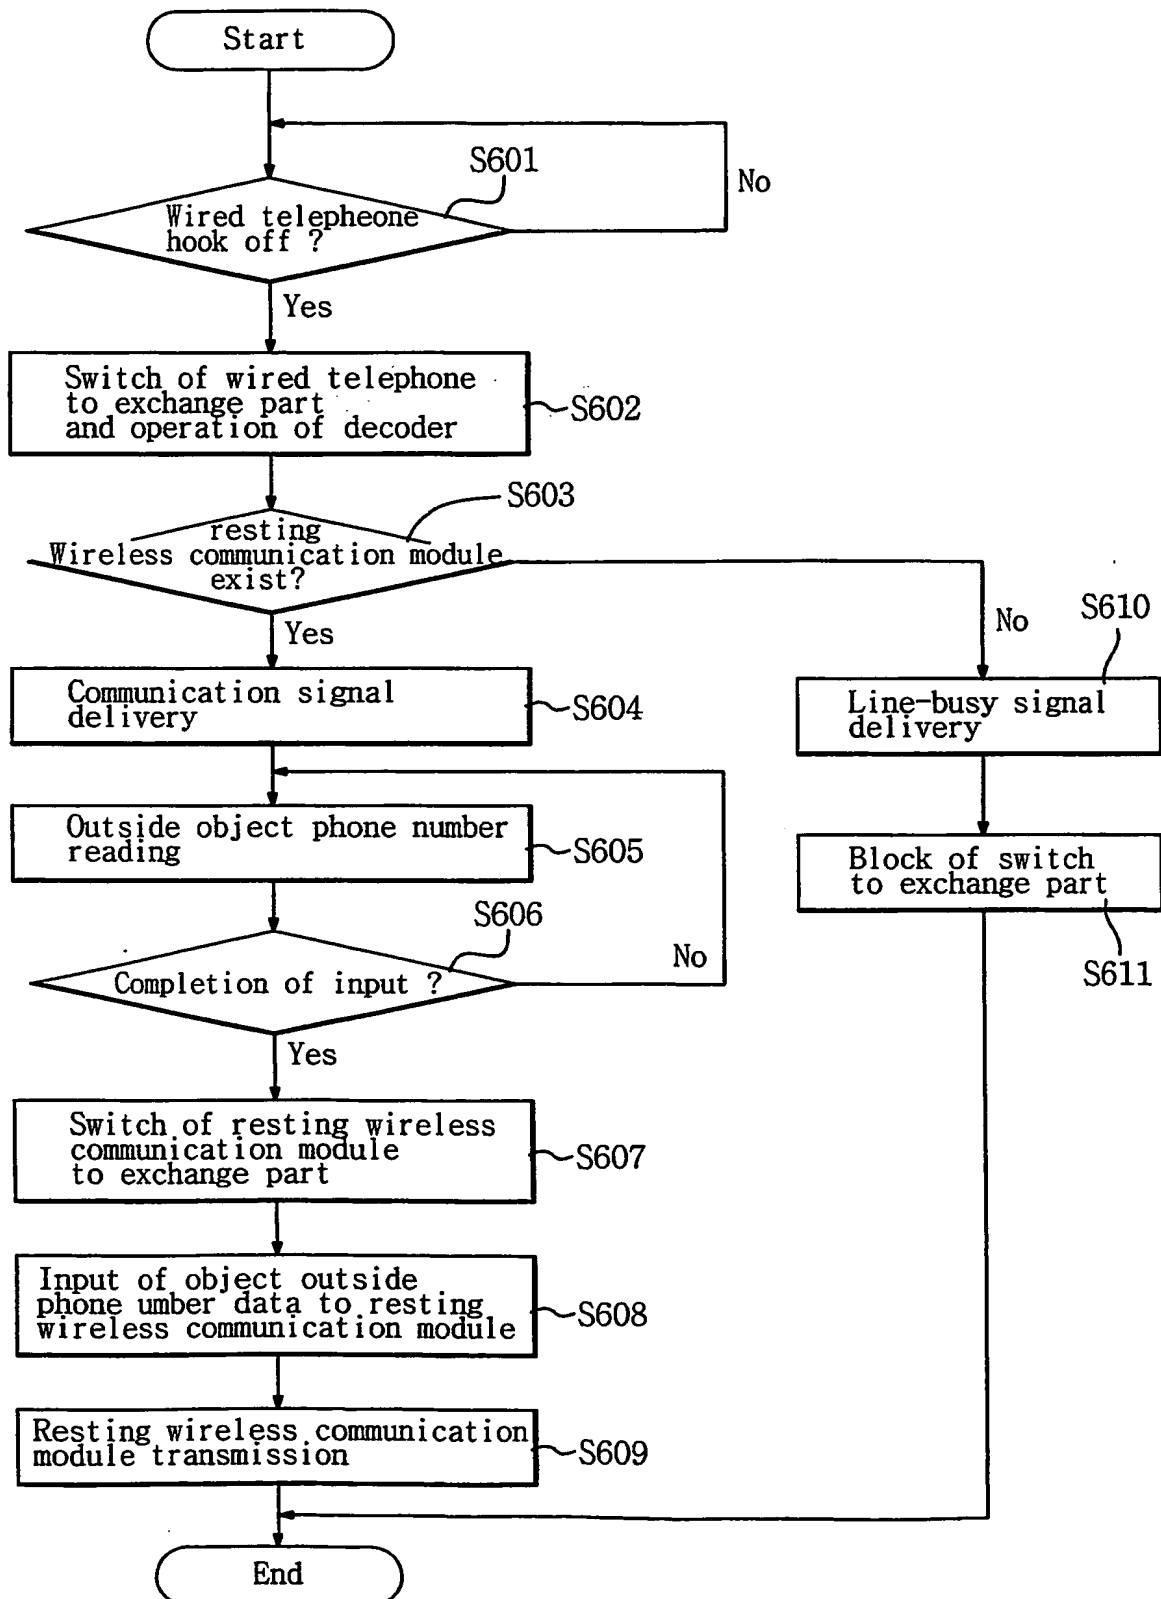 Start
S601
No
Wired telepheone
hook off ?
Yes
Switch of wired telephone
to exchange part
and operation of decoder
S602
S603
resting
Wireless communication module
exist?
Yes
No
S610
Communication signal
delivery
S604
Line-busy signal
delivery
Outside object phone number
reading
S605
Block of switch
to exchange part
S606
S611
Completion of input ?
No
Yes
Switch of resting wireless
communication module
to exchange part
S607
Input of object outside
phone umber data to resting
wireless communication module
S608
Resting wireless communication
module transmission
S609
End